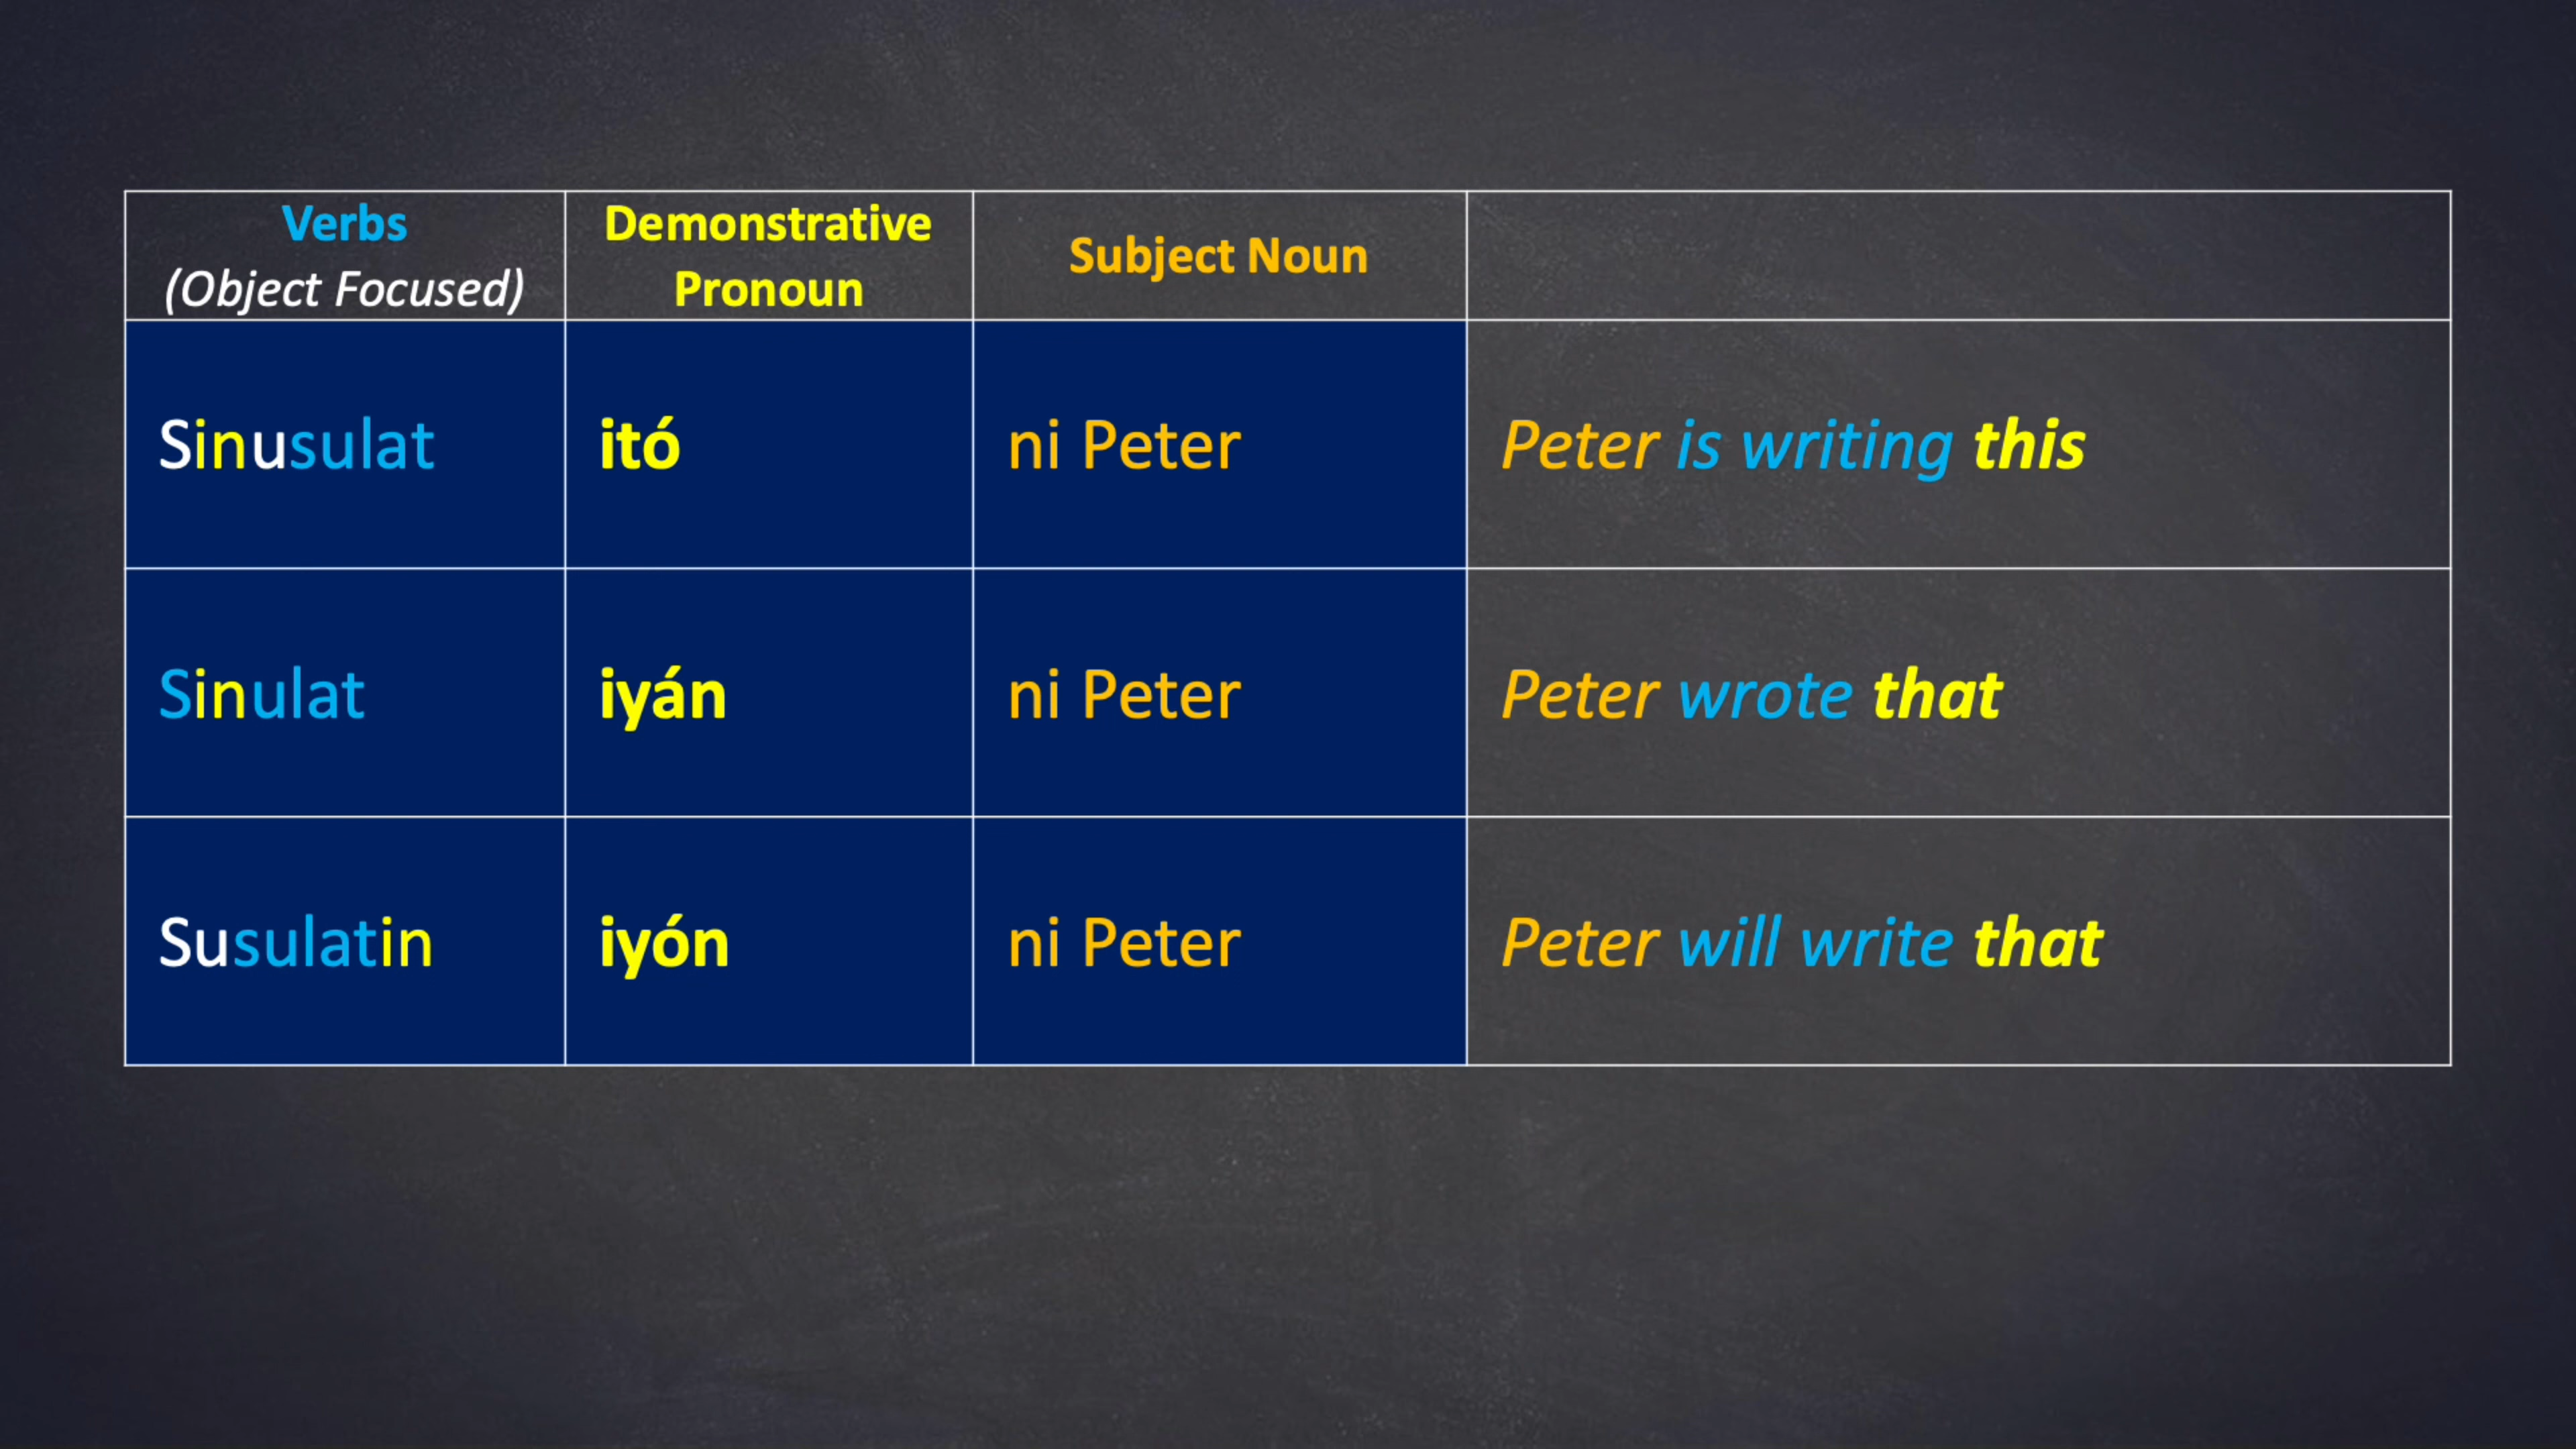 Verbs
(Object Focused)
Demonstrative
Pronoun
Subject Noun
Sinusulat itó ni Peter Peter is writing this
Sinulat iyán ni Peter Peter wrote that
Susulatin iyón ni Peter Peter will write that